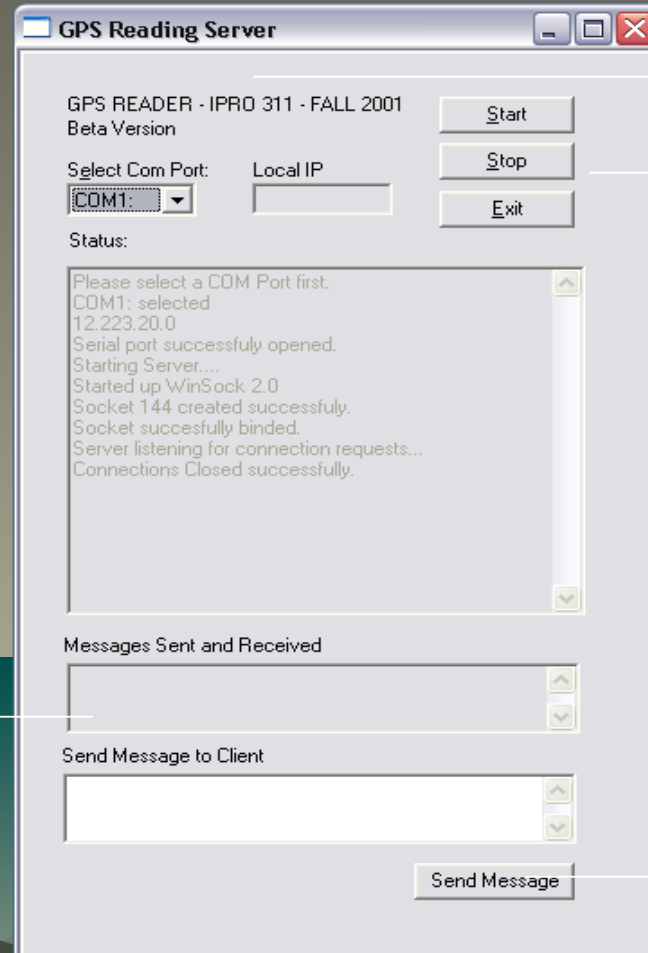 GPS Reading Server
GPS READER - IPRO 311 - FALL 2001
Beta Version
Start
Select Com Port:
Local IP
Stop
COM1:
Exit
Status:
Please select a COM Port first.
COM1: selected
12.223.20.0
Serial port successfuly opened.
Starting Server....
Started up WinSock 2.0
Socket 144 created successfuly.
Socket succesfully binded.
Server listening for connection requests...
Connections Closed successfully.
Messages Sent and Received
Send Message to Client
Send Message